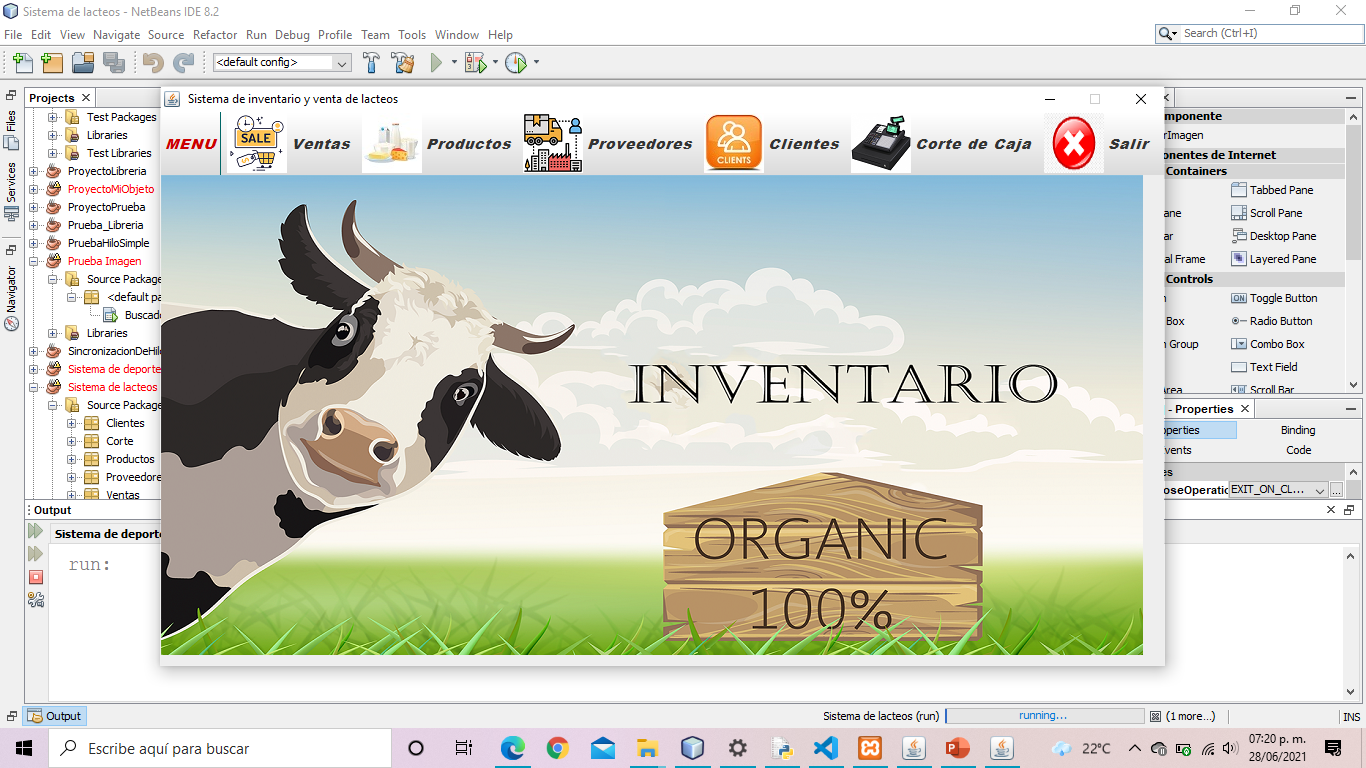 Sistema de lacteos - NetBeans IDE 8.2
File Edit View Navigate Source Refactor Run Debug Profile Team Tools Window Help
Search (Ctrl+I)
<default config>
Files
Services
Navigator
Projects
Test Packages
Libraries
Test Libraries
ProyectoLibreria
ProyectoMiObjeto
ProyectoPrueba
Prueba_Libreria
PruebaHiloSimple
Prueba Imagen
Source Package
<default pa
Buscado
Libraries
SincronizacionDeHilo
Sistema de deporte
Sistema de lacteos
Source Package
Clientes
Corte
Productos
Proveedore
Ventas
Sistema de inventario y venta de lacteos
MENU
SALE
Ventas
Productos
Proveedores
CLIENTS
Clientes
Corte de Caja
Salir
INVENTARIO
ORGANIC
100%
mponente
rImagen
onentes de Internet
Containers
Tabbed Pane
ane Scroll Pane
ar Desktop Pane
al Frame Layered Pane
Controls
n ON Toggle Button
Box Radio Button
n Group Combo Box
Text Field
Area Scroll Bar
- Properties
operties Binding
vents Code
es
oseOperatio EXIT_ON_CL... ...
Output
Sistema de deporte
run:
Output
Sistema de lacteos (run) running... (1 more...) INS
Escribe aquí para buscar
22°C
07:20 p. m.
28/06/2021